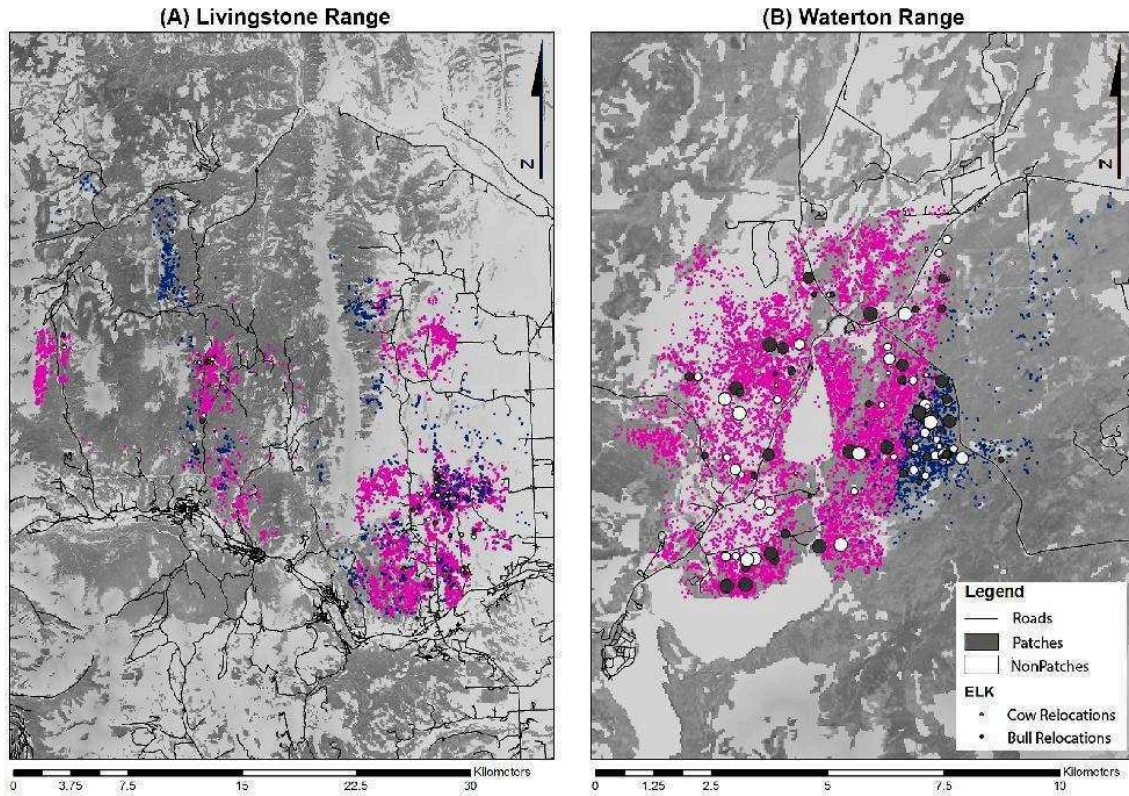 (A) Livingstone Range
(B) Waterton Range
N
N
Legend
Roads
Patches
NonPatches
ELK
Cow Relocations
Bull Relocations
Kilometers
0 3.75 7.5 15 22.5 30
Kilometers
0 1.25 2.5 5 7.5 10